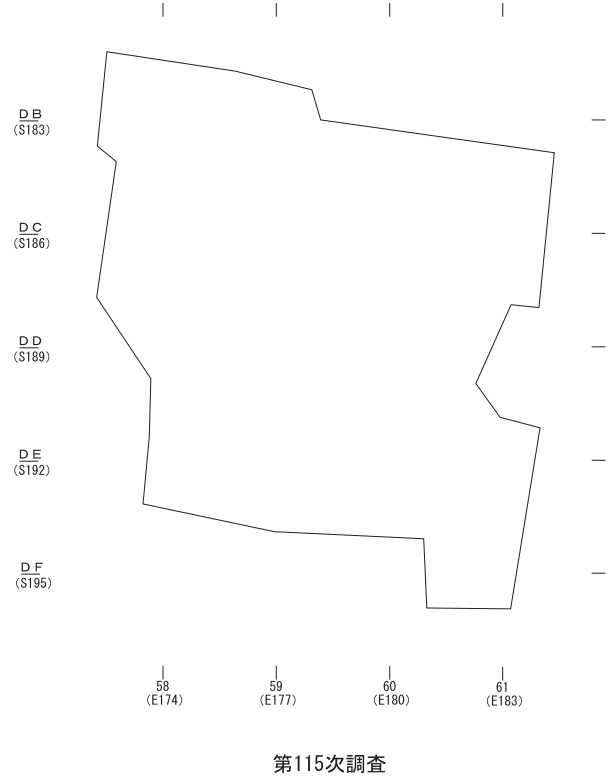 DB
(S183)
DC
(S186)
DD
(S189)
DE
(S192)
DF
(S195)
58
(E174)
59
(E177)
60
(E180)
61
(E183)
第115次調査